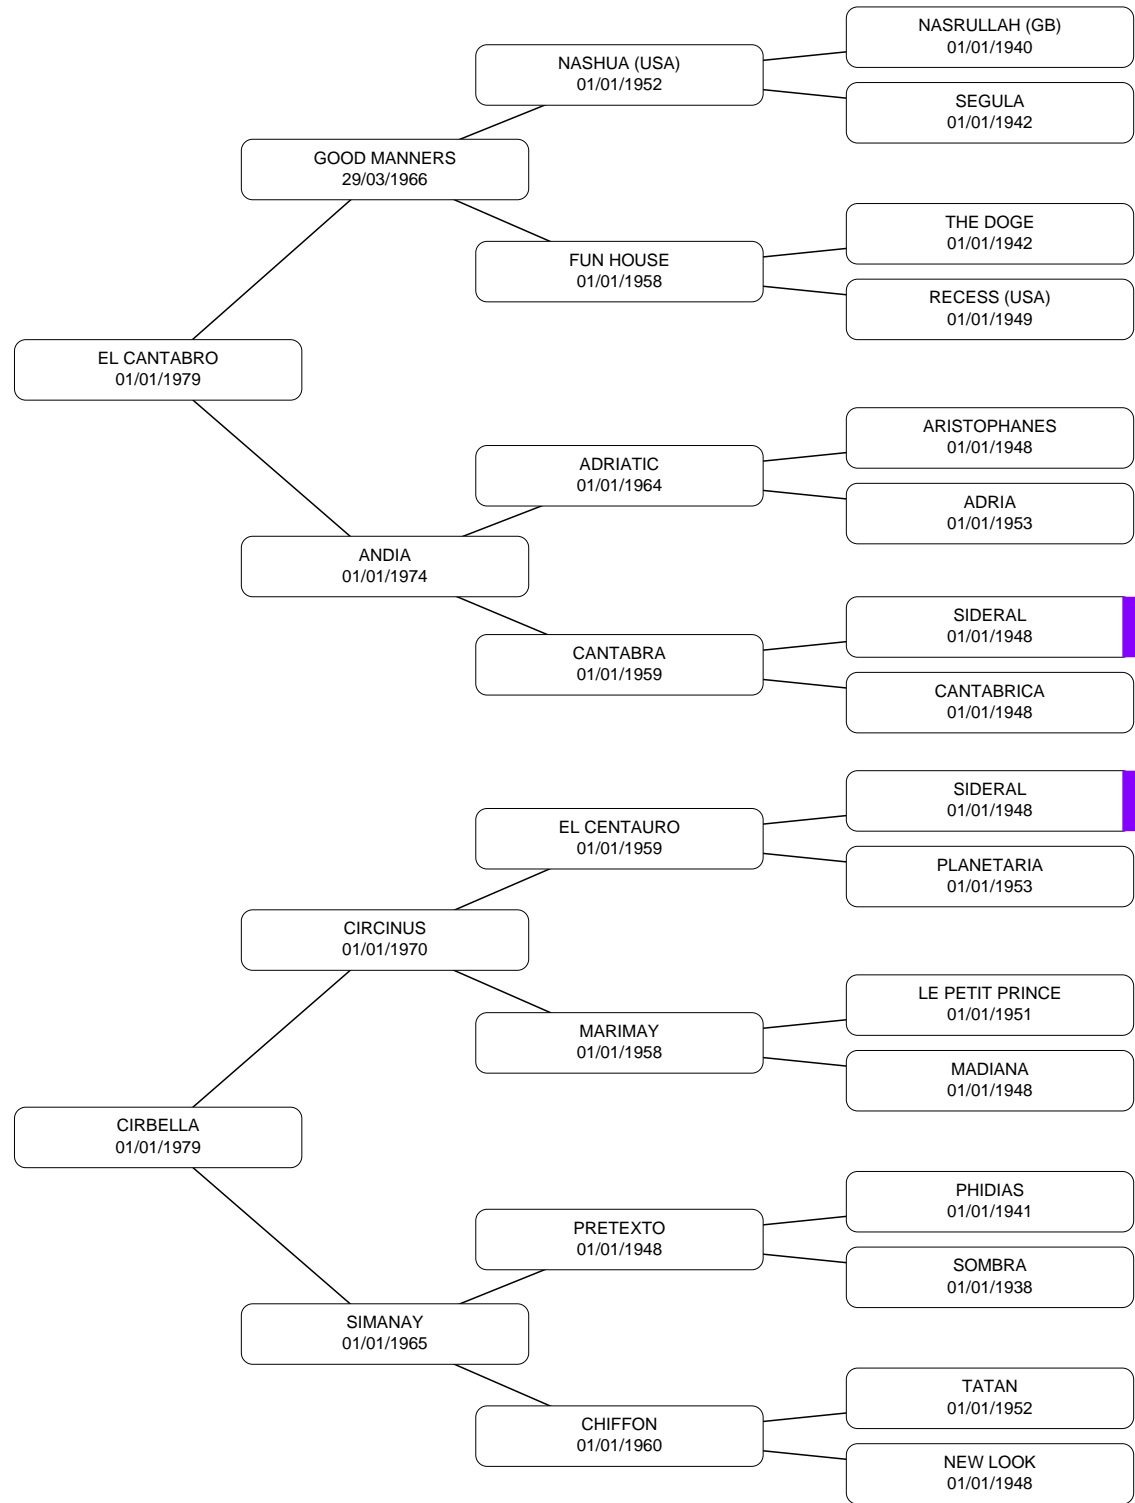 NASRULLAH (GB)
01/01/1940
NASHUA (USA)
01/01/1952
SEGULA
01/01/1942
GOOD MANNERS
29/03/1966
THE DOGE
01/01/1942
FUN HOUSE
01/01/1958
RECESS (USA)
01/01/1949
EL CANTABRO
01/01/1979
ARISTOPHANES
01/01/1948
ADRIATIC
01/01/1964
ADRIA
01/01/1953
ANDIA
01/01/1974
SIDERAL
01/01/1948
CANTABRA
01/01/1959
CANTABRICA
01/01/1948
SIDERAL
01/01/1948
EL CENTAURO
01/01/1959
PLANETARIA
01/01/1953
CIRCINUS
01/01/1970
LE PETIT PRINCE
01/01/1951
MARIMAY
01/01/1958
MADIANA
01/01/1948
CIRBELLA
01/01/1979
PHIDIAS
01/01/1941
PRETEXTO
01/01/1948
SOMBRA
01/01/1938
SIMANAY
01/01/1965
TATAN
01/01/1952
CHIFFON
01/01/1960
NEW LOOK
01/01/1948